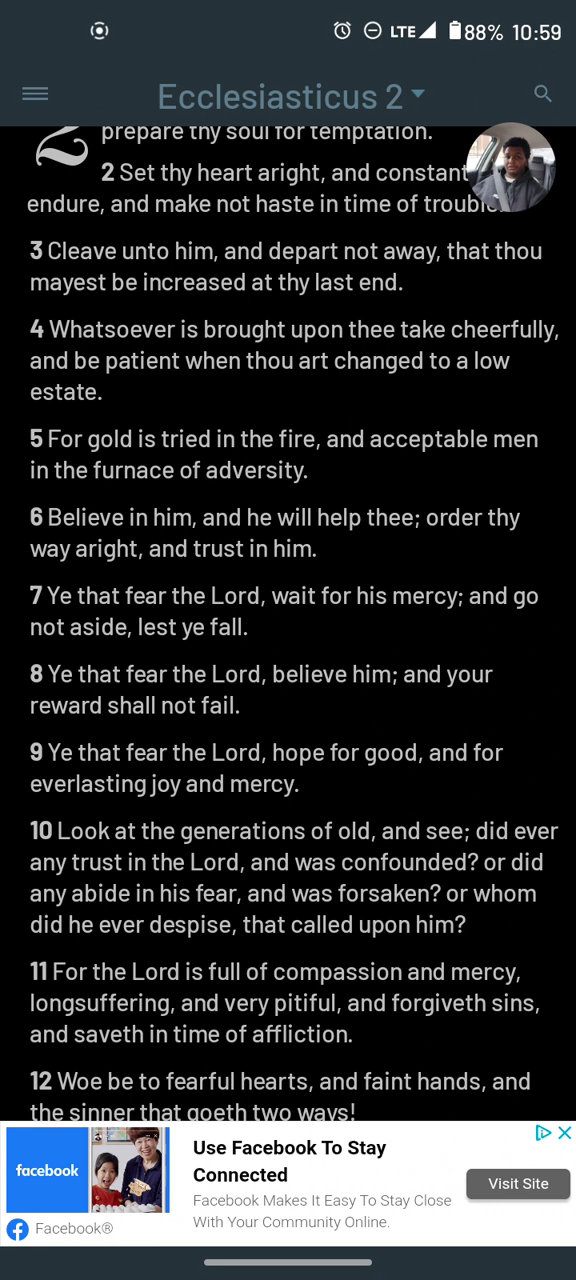 LTE 88% 10:59
Ecclesiasticus 2
2 prepare thy soul for temptation.
2 Set thy heart aright, and constant
endure, and make not haste in time of trouble.
3 Cleave unto him, and depart not away, that thou
mayest be increased at thy last end.
4 Whatsoever is brought upon thee take cheerfully,
and be patient when thou art changed to a low
estate.
5 For gold is tried in the fire, and acceptable men
in the furnace of adversity.
6 Believe in him, and he will help thee; order thy
way aright, and trust in him.
7 Ye that fear the Lord, wait for his mercy; and go
not aside, lest ye fall.
8 Ye that fear the Lord, believe him; and your
reward shall not fail.
9 Ye that fear the Lord, hope for good, and for
everlasting joy and mercy.
10 Look at the generations of old, and see; did ever
any trust in the Lord, and was confounded? or did
any abide in his fear, and was forsaken? or whom
did he ever despise, that called upon him?
11 For the Lord is full of compassion and mercy,
longsuffering, and very pitiful, and forgiveth sins,
and saveth in time of affliction.
12 Woe be to fearful hearts, and faint hands, and
the sinner that goeth two ways!
facebook
Facebook®
Use Facebook To Stay
Connected
Facebook Makes It Easy To Stay Close
With Your Community Online.
Visit Site